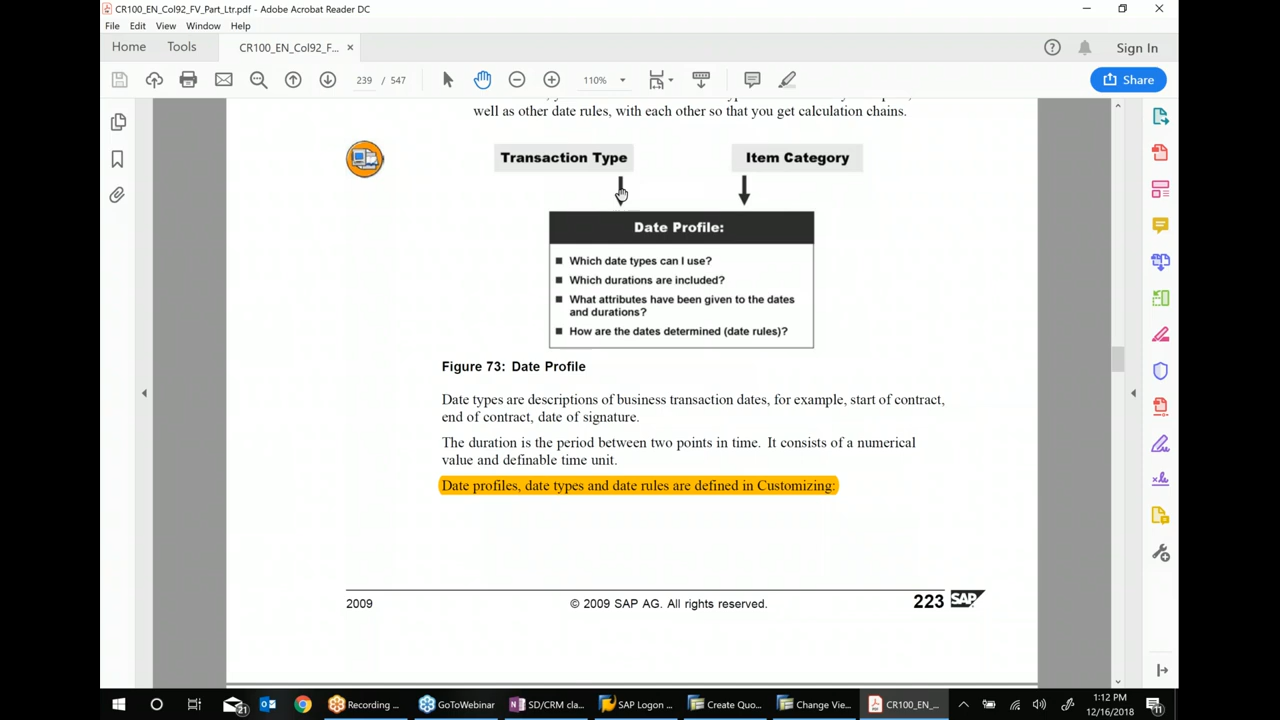 CR100_EN_Col92_FV_Part_Ltr.pdf - Adobe Acrobat Reader DC
File Edit View Window Help
Home Tools CR100_EN_Col92_F... × Sign In
239 / 547 110% Share
well as other date rules, with each other so that you get calculation chains.
Transaction Type Item Category
Date Profile:
Which date types can I use?
Which durations are included?
What attributes have been given to the dates
and durations?
How are the dates determined (date rules)?
Figure 73: Date Profile
Date types are descriptions of business transaction dates, for example, start of contract,
end of contract, date of signature.
The duration is the period between two points in time. It consists of a numerical
value and definable time unit.
Date profiles, date types and date rules are defined in Customizing:
2009 © 2009 SAP AG. All rights reserved. 223 SAP
21 Recording ... GoToWebinar SD/CRM cla... SAP Logon ... Create Quo... Change Vie... CR100_EN_... 1:12 PM
12/16/2018 11